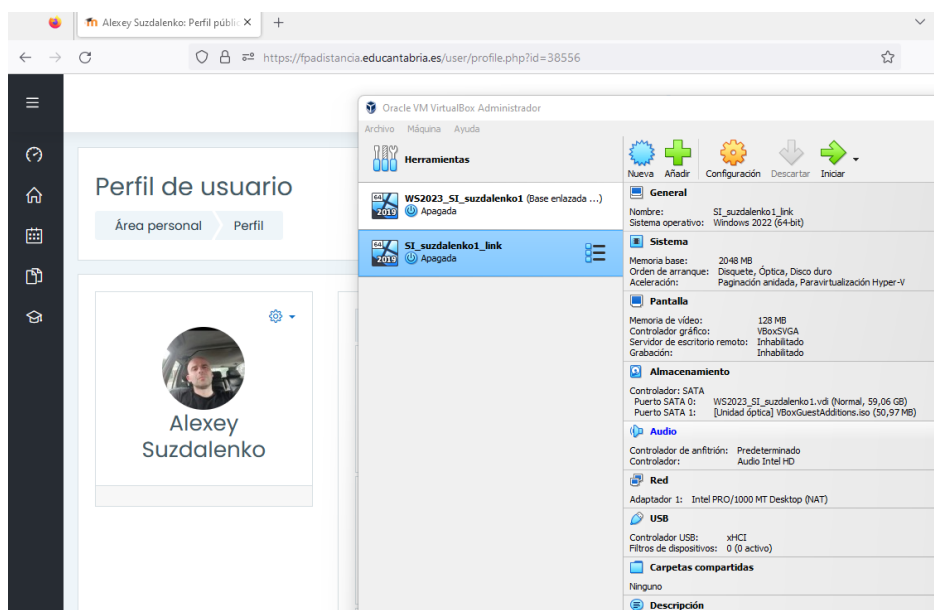 Alexey Suzdalenko: Perfil públic
https://fpadistancia.educantabria.es/user/profile.php?id=38556
Perfil de usuario
Área personal Perfil
Alexey
Suzdalenko
Oracle VM VirtualBox Administrador
Archivo Máquina Ayuda
Herramientas
Nueva Añadir Configuración Descartar Iniciar
64 2019 WS2023_SI_suzdalenko1 (Base enlazada ...)
Apagada
64 2019 SI_suzdalenko1_link
Apagada
General
Nombre: SI_suzdalenko1_link
Sistema operativo: Windows 2022 (64-bit)
Sistema
Memoria base: 2048 MB
Orden de arranque: Disquete, Óptica, Disco duro
Aceleración: Paginación anidada, Paravirtualización Hyper-V
Pantalla
Memoria de vídeo: 128 MB
Controlador gráfico: VBoxSVGA
Servidor de escritorio remoto: Inhabilitado
Grabación: Inhabilitado
Almacenamiento
Controlador: SATA
Puerto SATA 0: WS2023_SI_suzdalenko1.vdi (Normal, 59,06 GB)
Puerto SATA 1: [Unidad óptica] VBoxGuestAdditions.iso (50,97 MB)
Audio
Controlador de anfitrión: Predeterminado
Controlador: Audio Intel HD
Red
Adaptador 1: Intel PRO/1000 MT Desktop (NAT)
USB
Controlador USB: xHCI
Filtros de dispositivos: 0 (0 activo)
Carpetas compartidas
Ninguno
Descripción